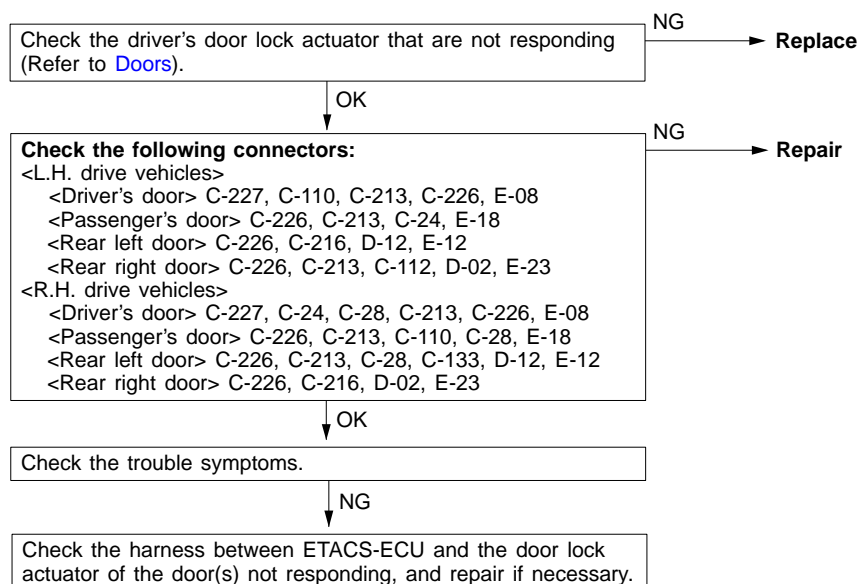 Check the driver's door lock actuator that are not responding
(Refer to Doors).
NG
Replace
OK
Check the following connectors:
<L.H. drive vehicles>
<Driver's door> C-227, C-110, C-213, C-226, E-08
<Passenger's door> C-226, C-213, C-24, E-18
<Rear left door> C-226, C-216, D-12, E-12
<Rear right door> C-226, C-213, C-112, D-02, E-23
<R.H. drive vehicles>
<Driver's door> C-227, C-24, C-28, C-213, C-226, E-08
<Passenger's door> C-226, C-213, C-110, C-28, E-18
<Rear left door> C-226, C-213, C-28, C-133, D-12, E-12
<Rear right door> C-226, C-216, D-02, E-23
NG
Repair
OK
Check the trouble symptoms.
NG
Check the harness between ETACS-ECU and the door lock
actuator of the door(s) not responding, and repair if necessary.